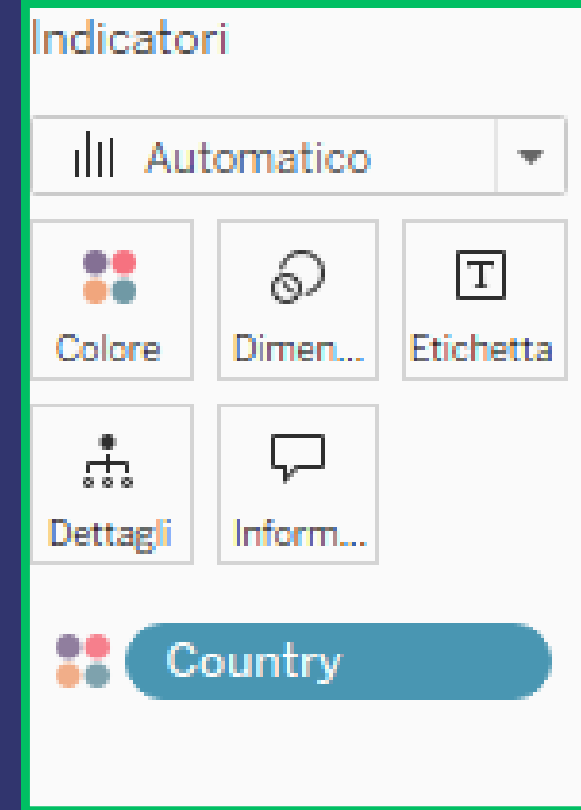 Indicatori
Automatico
Colore
Dimen...
Etichetta
Dettagli
Inform...
Country